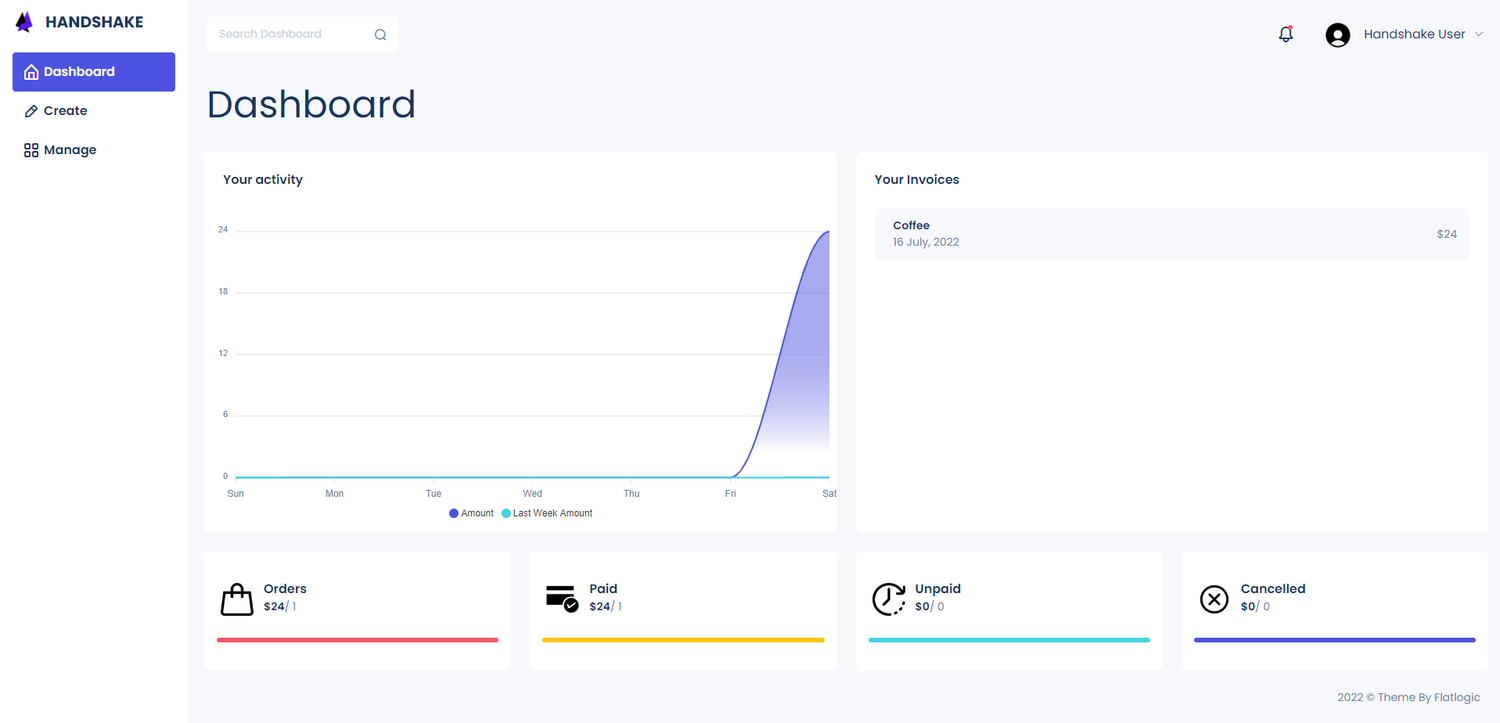 HANDSHAKE
Dashboard
Create
Manage
Search Dashboard
Handshake User
Dashboard
Your activity
24
18
12
6
0
Sun Mon Tue Wed Thu Fri Sat
Amount Last Week Amount
Your Invoices
Coffee
16 July, 2022
$24
Orders
$24/ 1
Paid
$24/ 1
Unpaid
$0/ 0
Cancelled
$0/ 0
2022 © Theme By Flatlogic